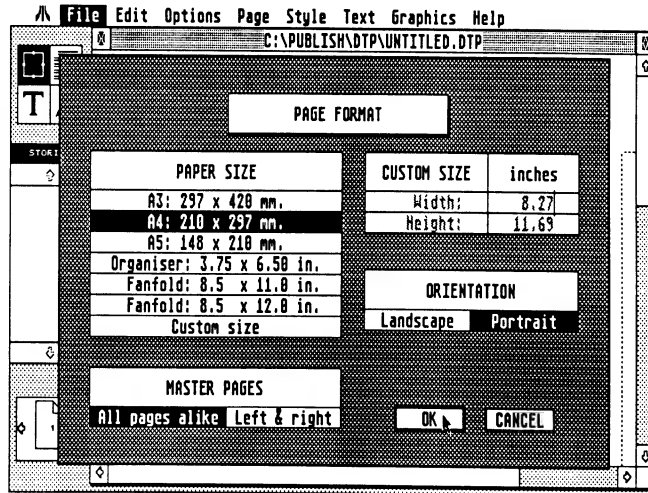 File Edit Options Page Style Text Graphics Help
C:\PUBLISH\DTP\UNTITLED.DTP
T
STORI
PAGE FORMAT
PAPER SIZE
A3: 297 x 420 mm.
A4: 210 x 297 mm.
A5: 148 x 210 mm.
Organiser: 3.75 x 6.50 in.
Fanfold: 8.5 x 11.0 in.
Fanfold: 8.5 x 12.0 in.
Custom size
CUSTOM SIZE inches
Width: 8.27
Height: 11.69
ORIENTATION
Landscape Portrait
MASTER PAGES
All pages alike Left & right
OK CANCEL
1